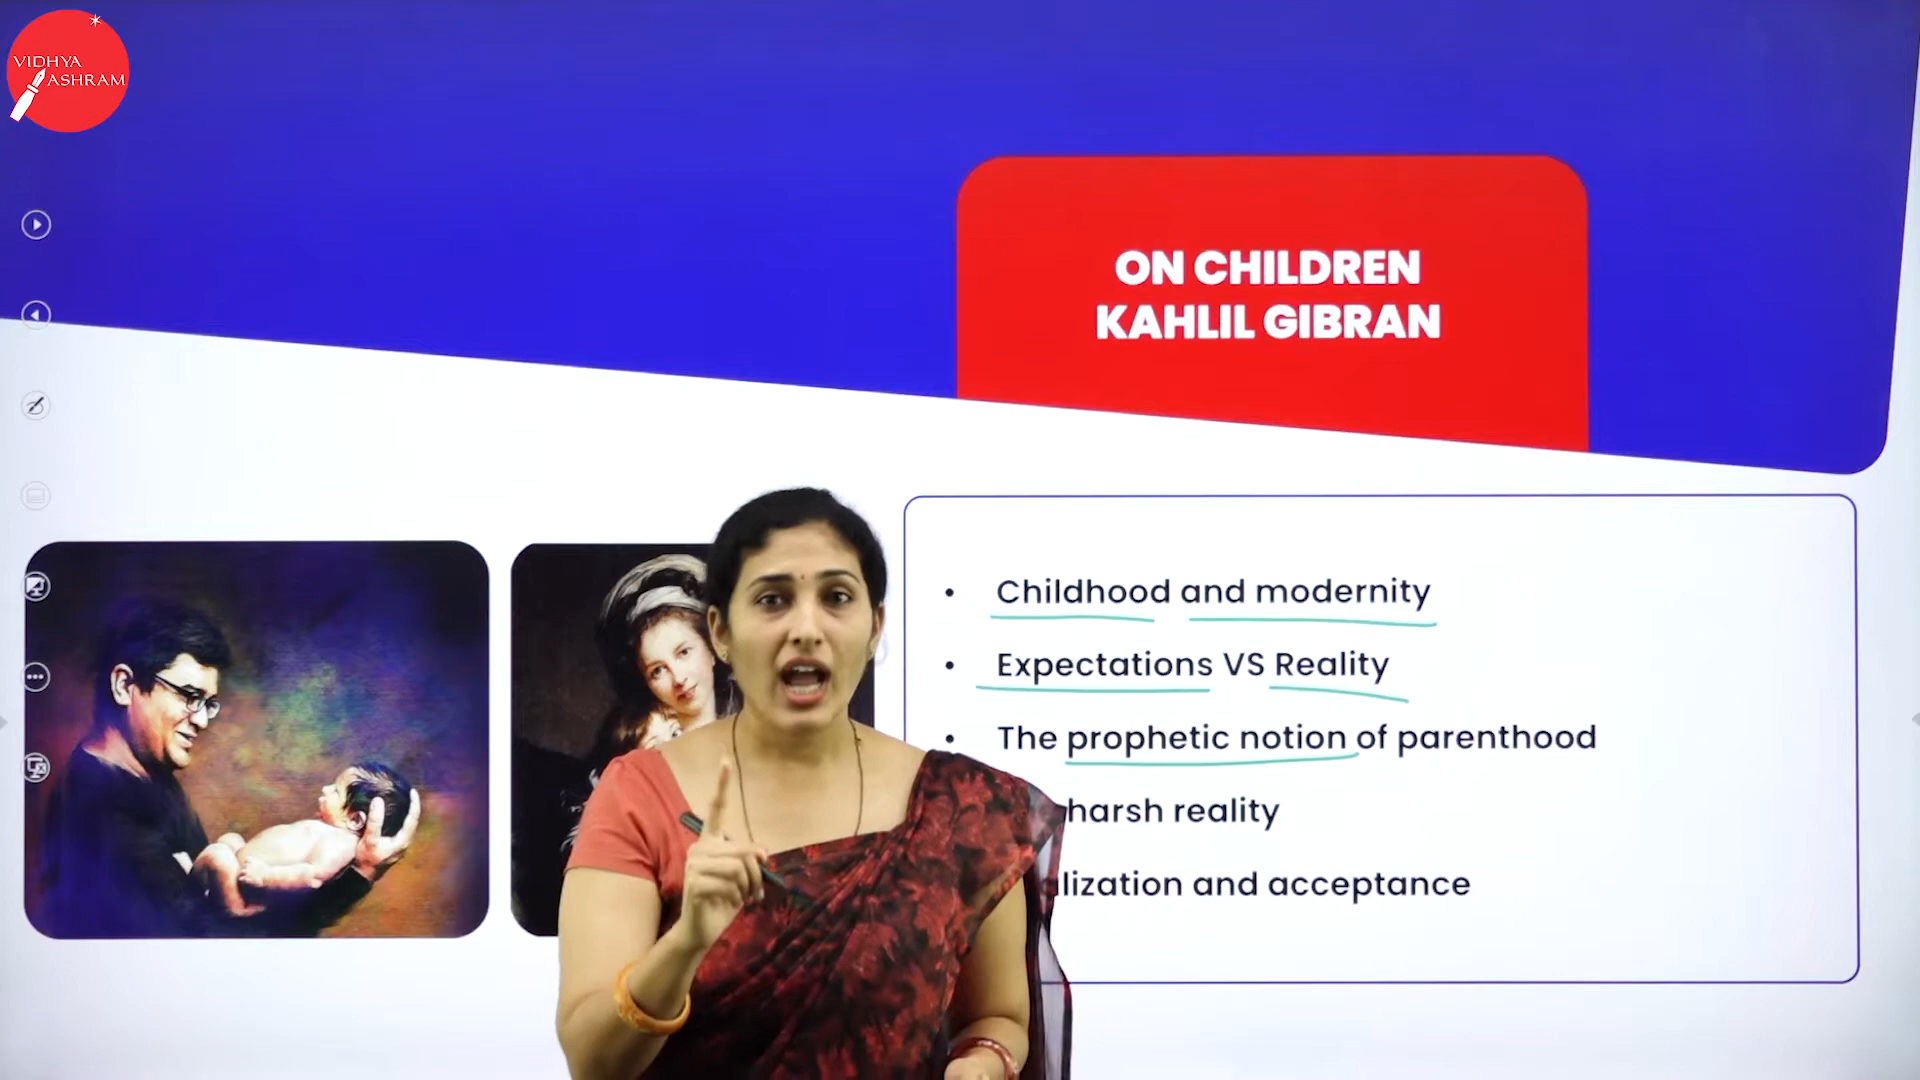 VIDHYA
ASHRAM
ON CHILDREN
KAHLIL GIBRAN
• Childhood and modernity
• Expectations VS Reality
• The prophetic notion of parenthood
harsh reality
and acceptance